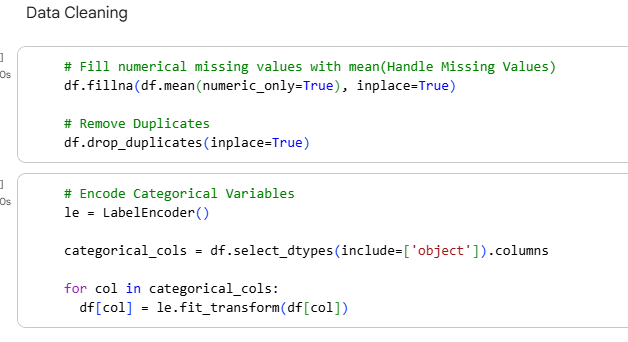 Data Cleaning
]
0s
# Fill numerical missing values with mean(Handle Missing Values)
df.fillna(df.mean(numeric_only=True), inplace=True)
# Remove Duplicates
df.drop_duplicates(inplace=True)
]
0s
# Encode Categorical Variables
le = LabelEncoder()
categorical_cols = df.select_dtypes(include=['object']).columns
for col in categorical_cols:
  df[col] = le.fit_transform(df[col])